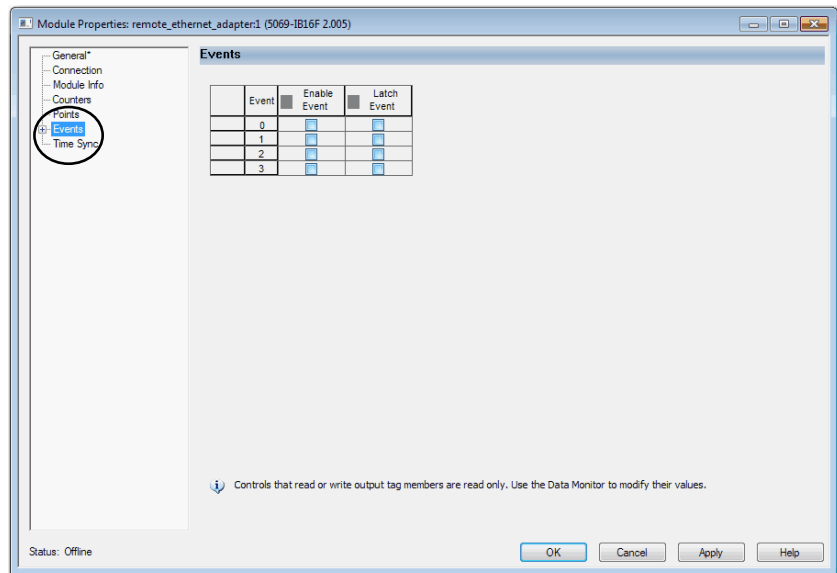 Module Properties: remote_ethernet_adapter:1 (5069-IB16F 2.005)
General*
Connection
Module Info
Counters
Points
Events
Time Sync
Events
Event Enable Event Latch Event
0
1
2
3
Controls that read or write output tag members are read only. Use the Data Monitor to modify their values.
Status: Offline
OK Cancel Apply Help